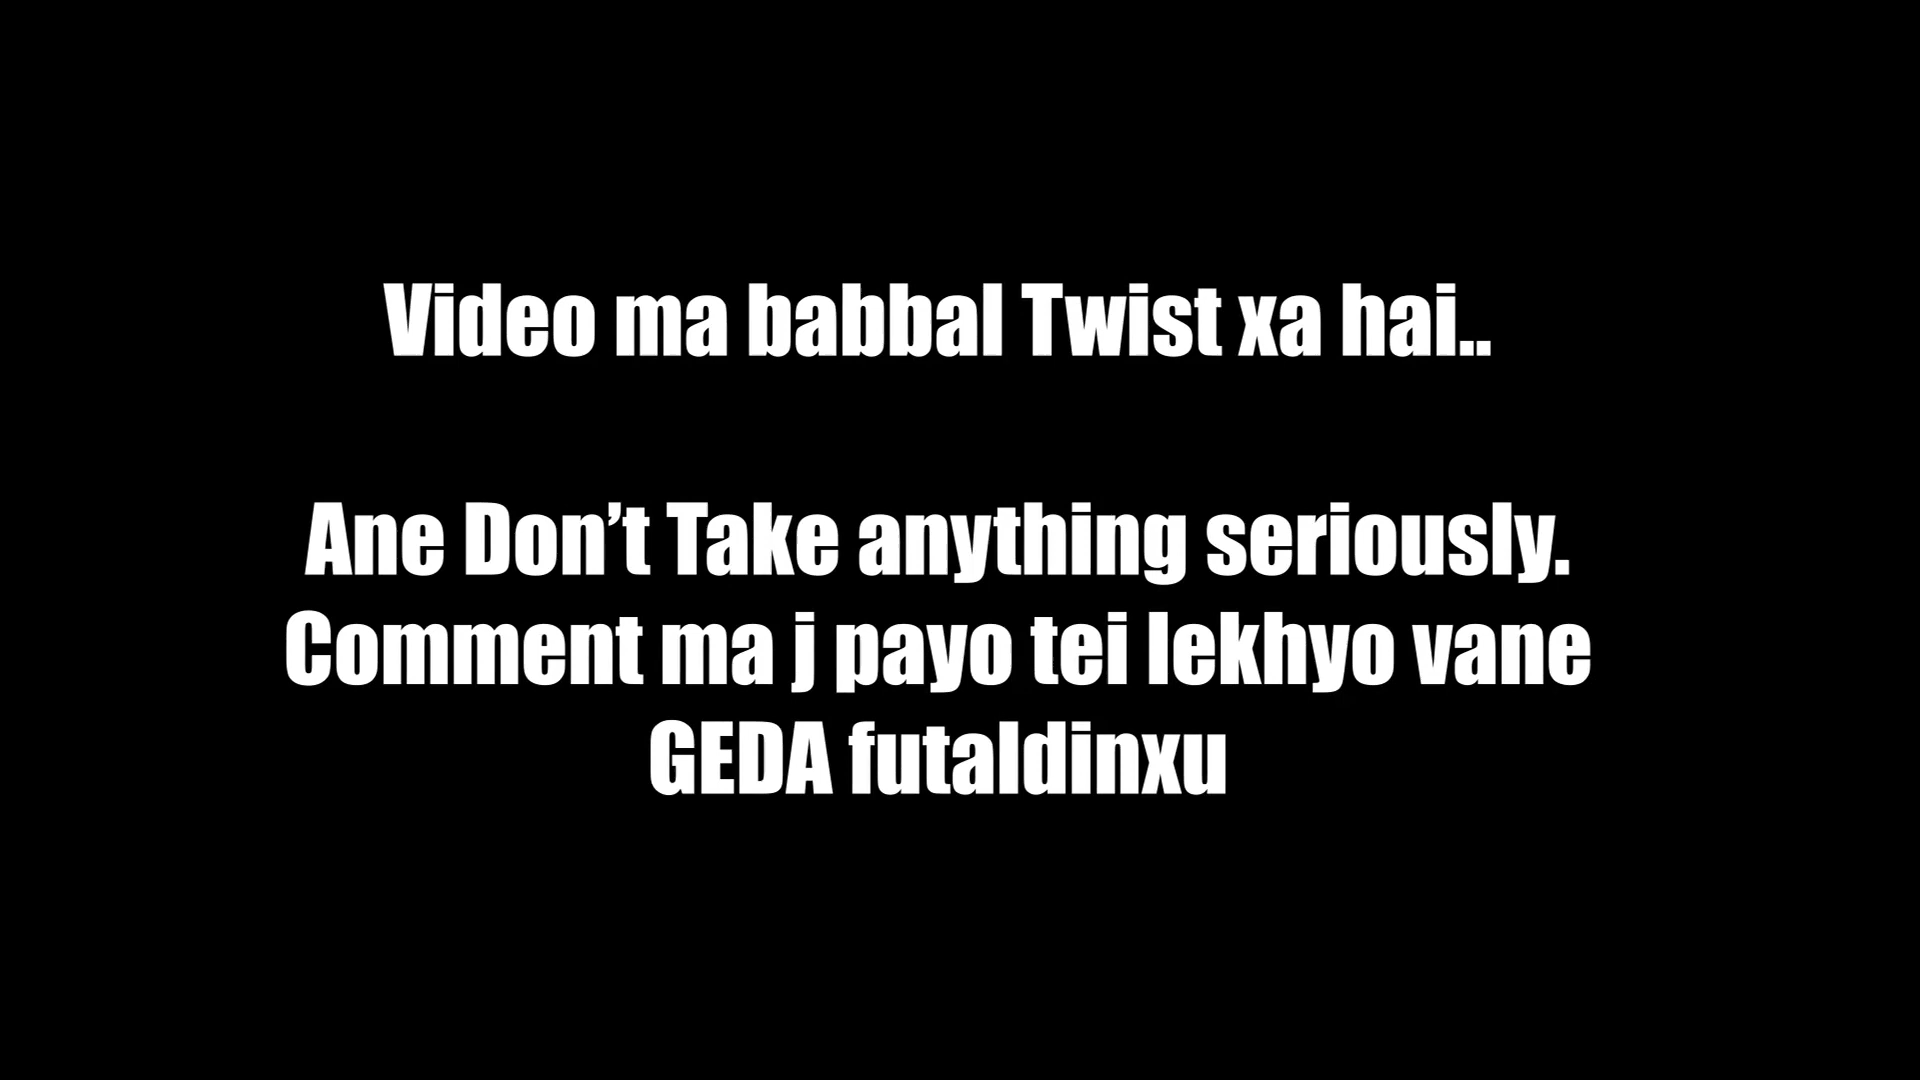 Video ma babbal Twist xa hai..
Ane Don’t Take anything seriously.
Comment ma j payo tei lekhyo vane
GEDA futaldinxu